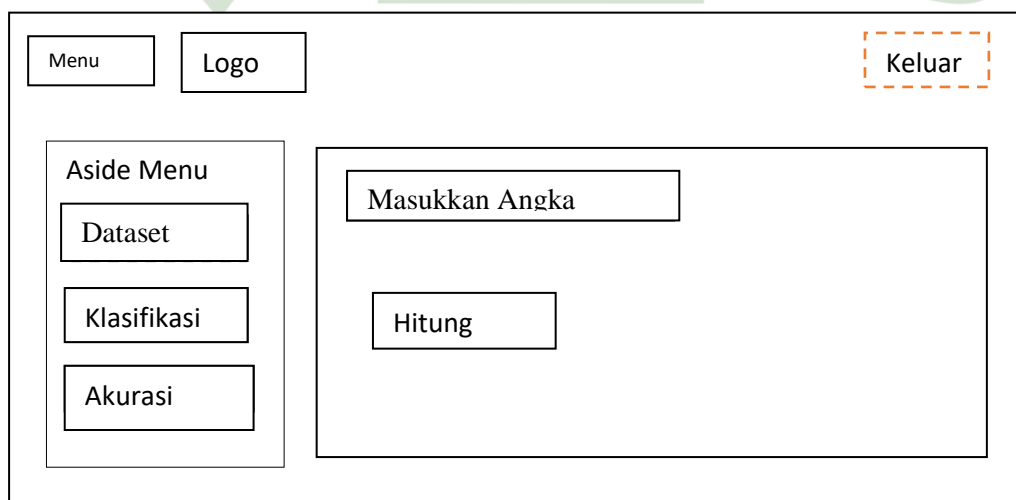 Menu
Logo
Keluar
Aside Menu
Dataset
Klasifikasi
Akurasi
Masukkan Angka
Hitung